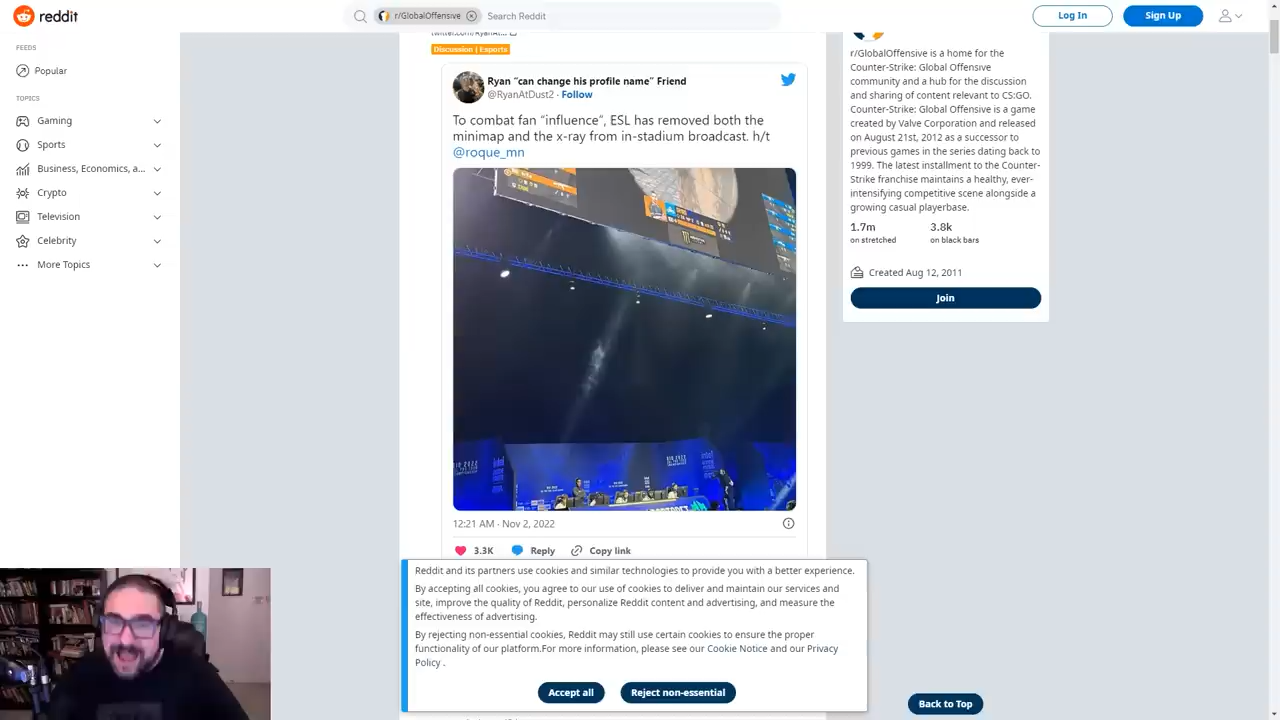 reddit
r/GlobalOffensive
Search Reddit
Log In
Sign Up
FEEDS
Popular
TOPICS
Gaming
Sports
Business, Economics, a...
Crypto
Television
Celebrity
More Topics
Discussion | Esports
Ryan “can change his profile name” Friend
@RyanAtDust2 · Follow
To combat fan “influence”, ESL has removed both the
minimap and the x-ray from in-stadium broadcast. h/t
@roque_mn
12:21 AM · Nov 2, 2022
3.3K
Reply
Copy link
r/GlobalOffensive is a home for the
Counter-Strike: Global Offensive
community and a hub for the discussion
and sharing of content relevant to CS:GO.
Counter-Strike: Global Offensive is a game
created by Valve Corporation and released
on August 21st, 2012 as a successor to
previous games in the series dating back to
1999. The latest installment to the Counter-
Strike franchise maintains a healthy, ever-
intensifying competitive scene alongside a
growing casual playerbase.
1.7m
3.8k
on stretched
on black bars
Created Aug 12, 2011
Join
Reddit and its partners use cookies and similar technologies to provide you with a better experience.
By accepting all cookies, you agree to our use of cookies to deliver and maintain our services and
site, improve the quality of Reddit, personalize Reddit content and advertising, and measure the
effectiveness of advertising.
By rejecting non-essential cookies, Reddit may still use certain cookies to ensure the proper
functionality of our platform.For more information, please see our Cookie Notice and our Privacy
Policy .
Accept all
Reject non-essential
Back to Top